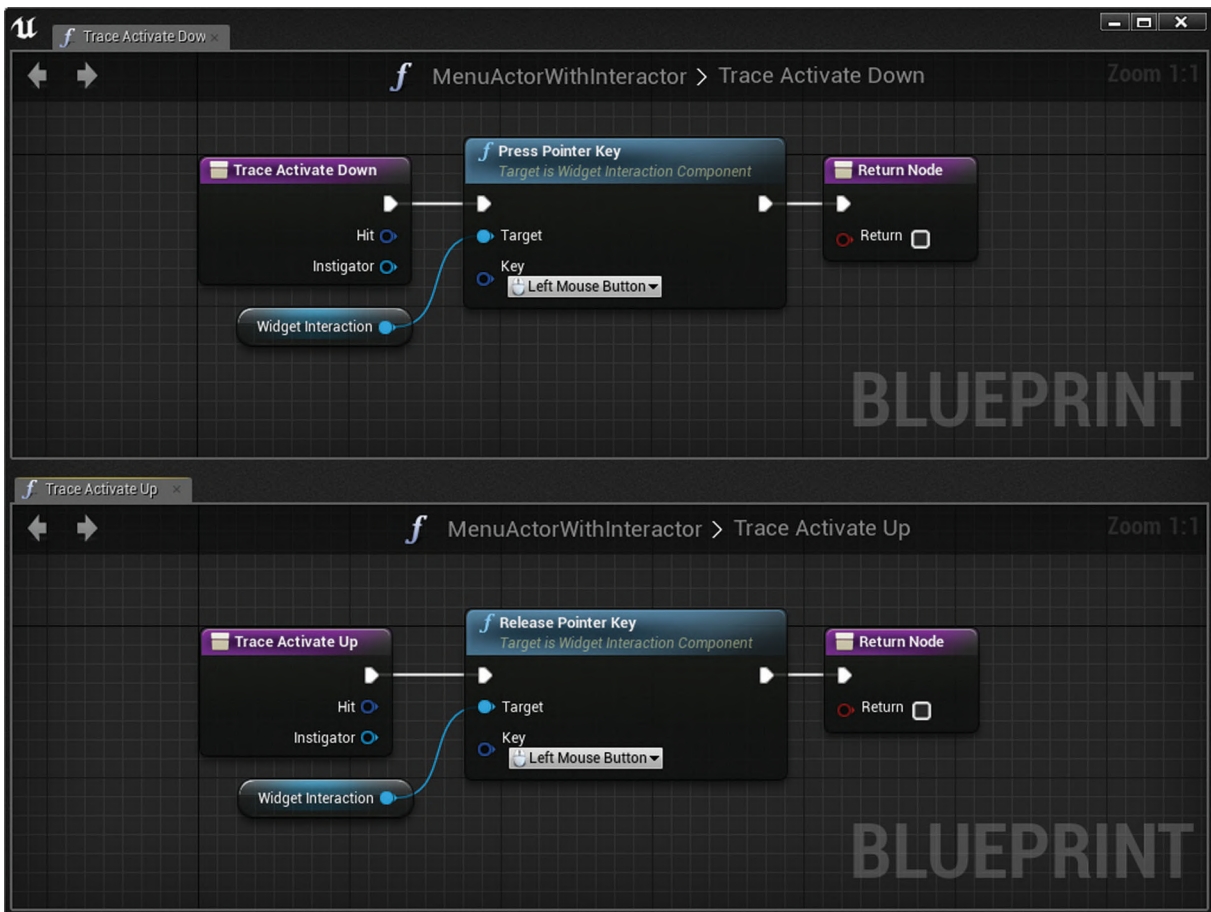 Trace Activate Dow
MenuActorWithInteractor > Trace Activate Down
Zoom 1:1
Trace Activate Down
Hit
Instigator
Widget Interaction
Press Pointer Key
Target is Widget Interaction Component
Target
Key
Left Mouse Button
Return Node
Return
BLUEPRINT
Trace Activate Up
MenuActorWithInteractor > Trace Activate Up
Zoom 1:1
Trace Activate Up
Hit
Instigator
Widget Interaction
Release Pointer Key
Target is Widget Interaction Component
Target
Key
Left Mouse Button
Return Node
Return
BLUEPRINT